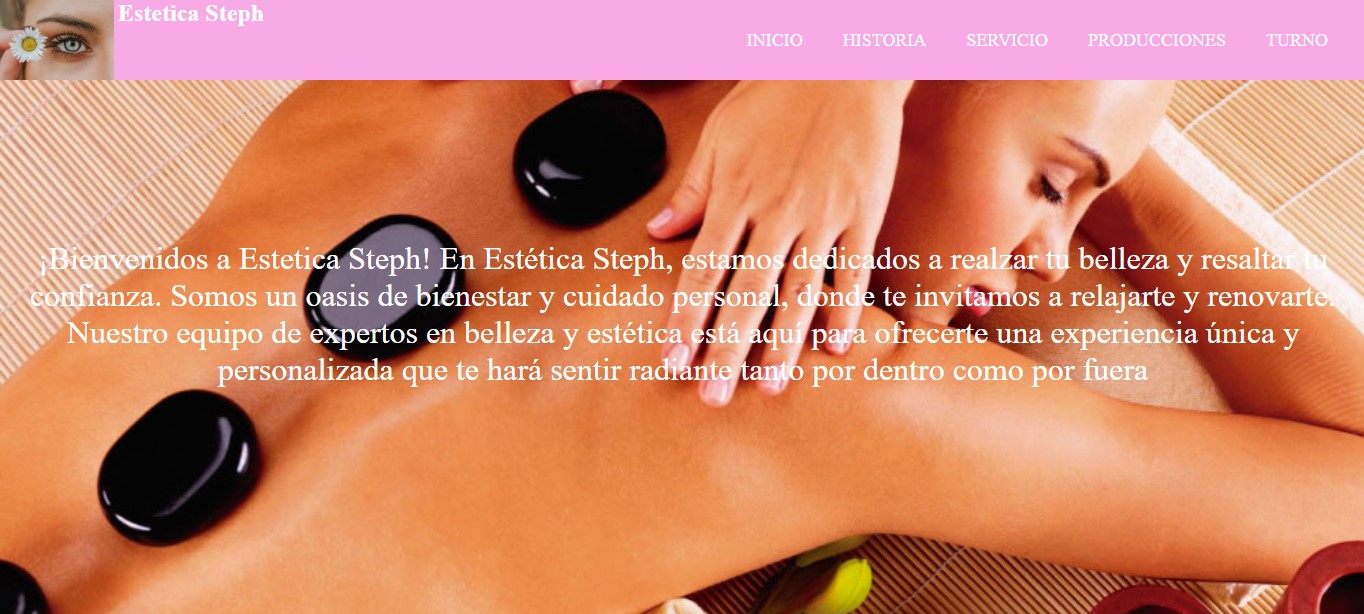 Estetica Steph
INICIO HISTORIA SERVICIO PRODUCCIONES TURNO
¡Bienvenidos a Estetica Steph! En Estética Steph, estamos dedicados a realzar tu belleza y resaltar tu
confianza. Somos un oasis de bienestar y cuidado personal, donde te invitamos a relajarte y renovarte.
Nuestro equipo de expertos en belleza y estética está aquí para ofrecerte una experiencia única y
personalizada que te hará sentir radiante tanto por dentro como por fuera